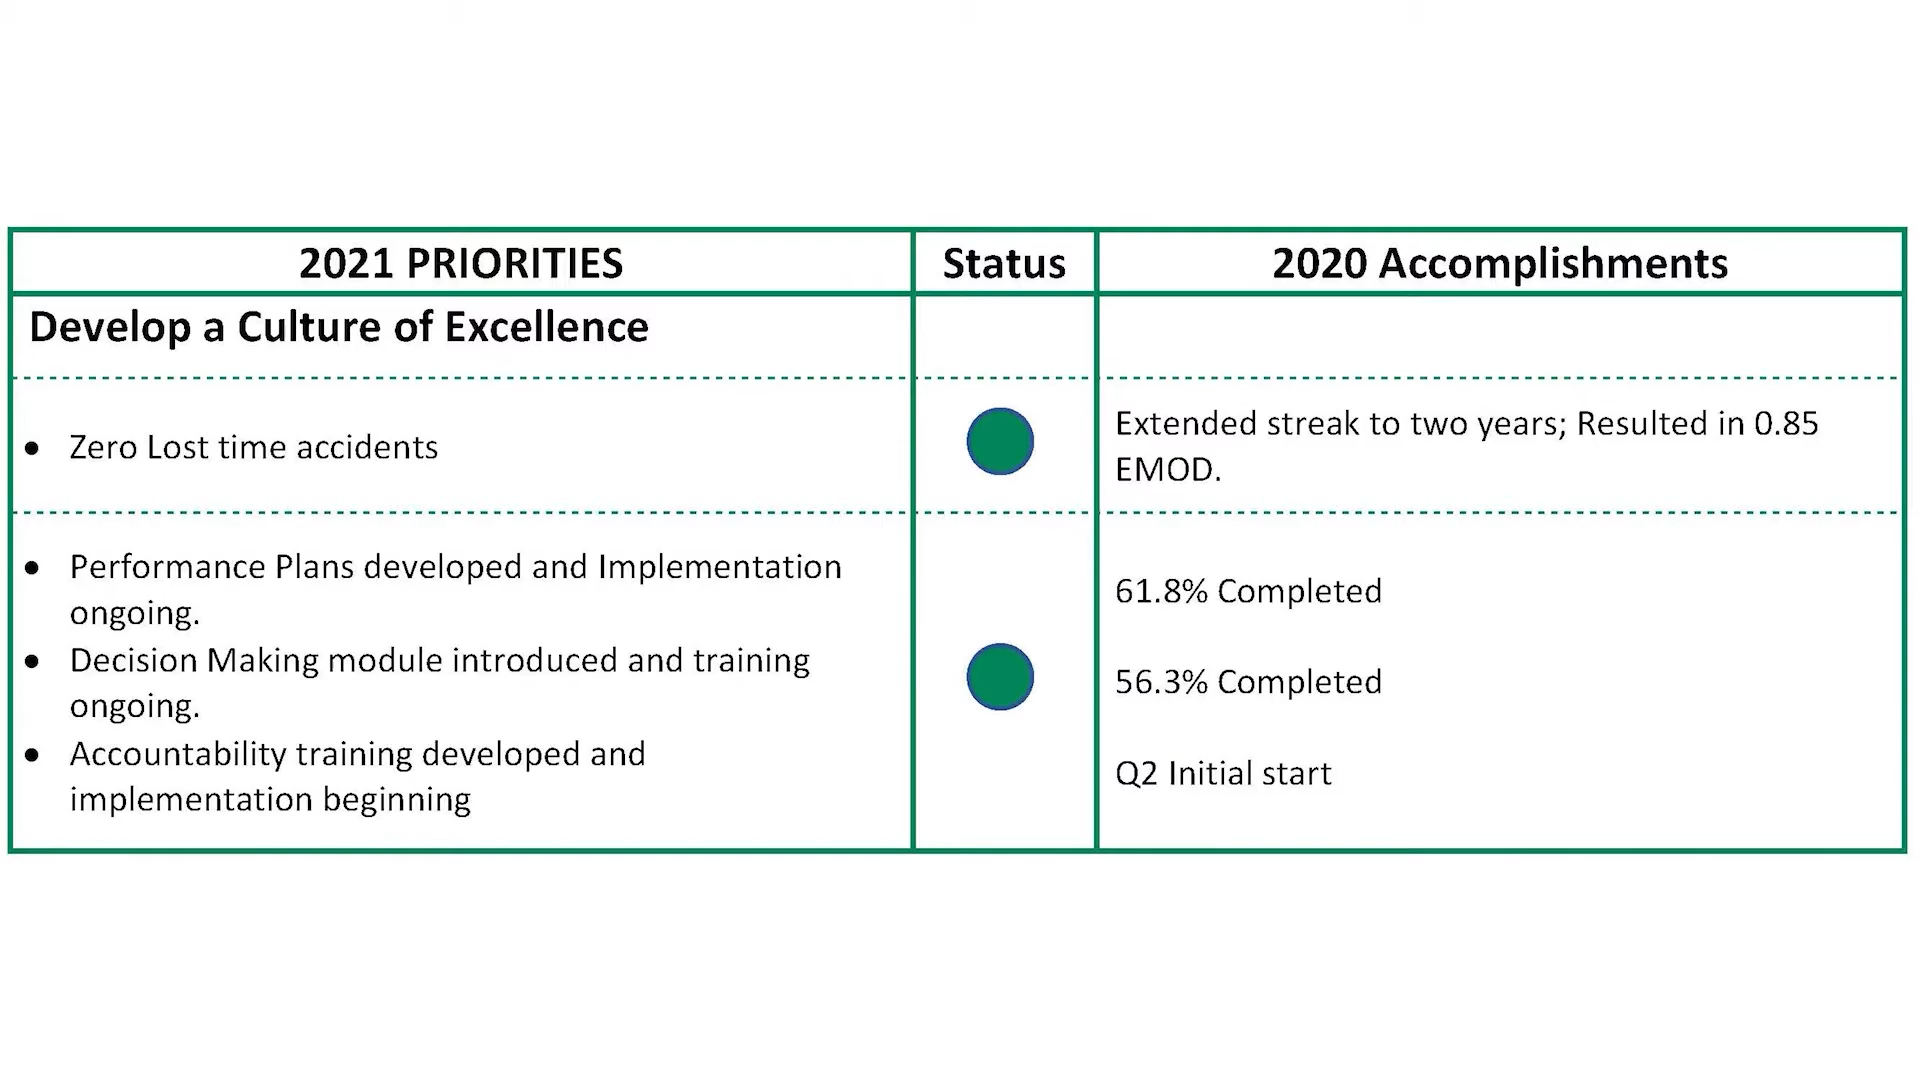 2021 PRIORITIES
Status
2020 Accomplishments
Develop a Culture of Excellence
• Zero Lost time accidents
Extended streak to two years; Resulted in 0.85
EMOD.
• Performance Plans developed and Implementation
ongoing.
• Decision Making module introduced and training
ongoing.
• Accountability training developed and
implementation beginning
61.8% Completed
56.3% Completed
Q2 Initial start